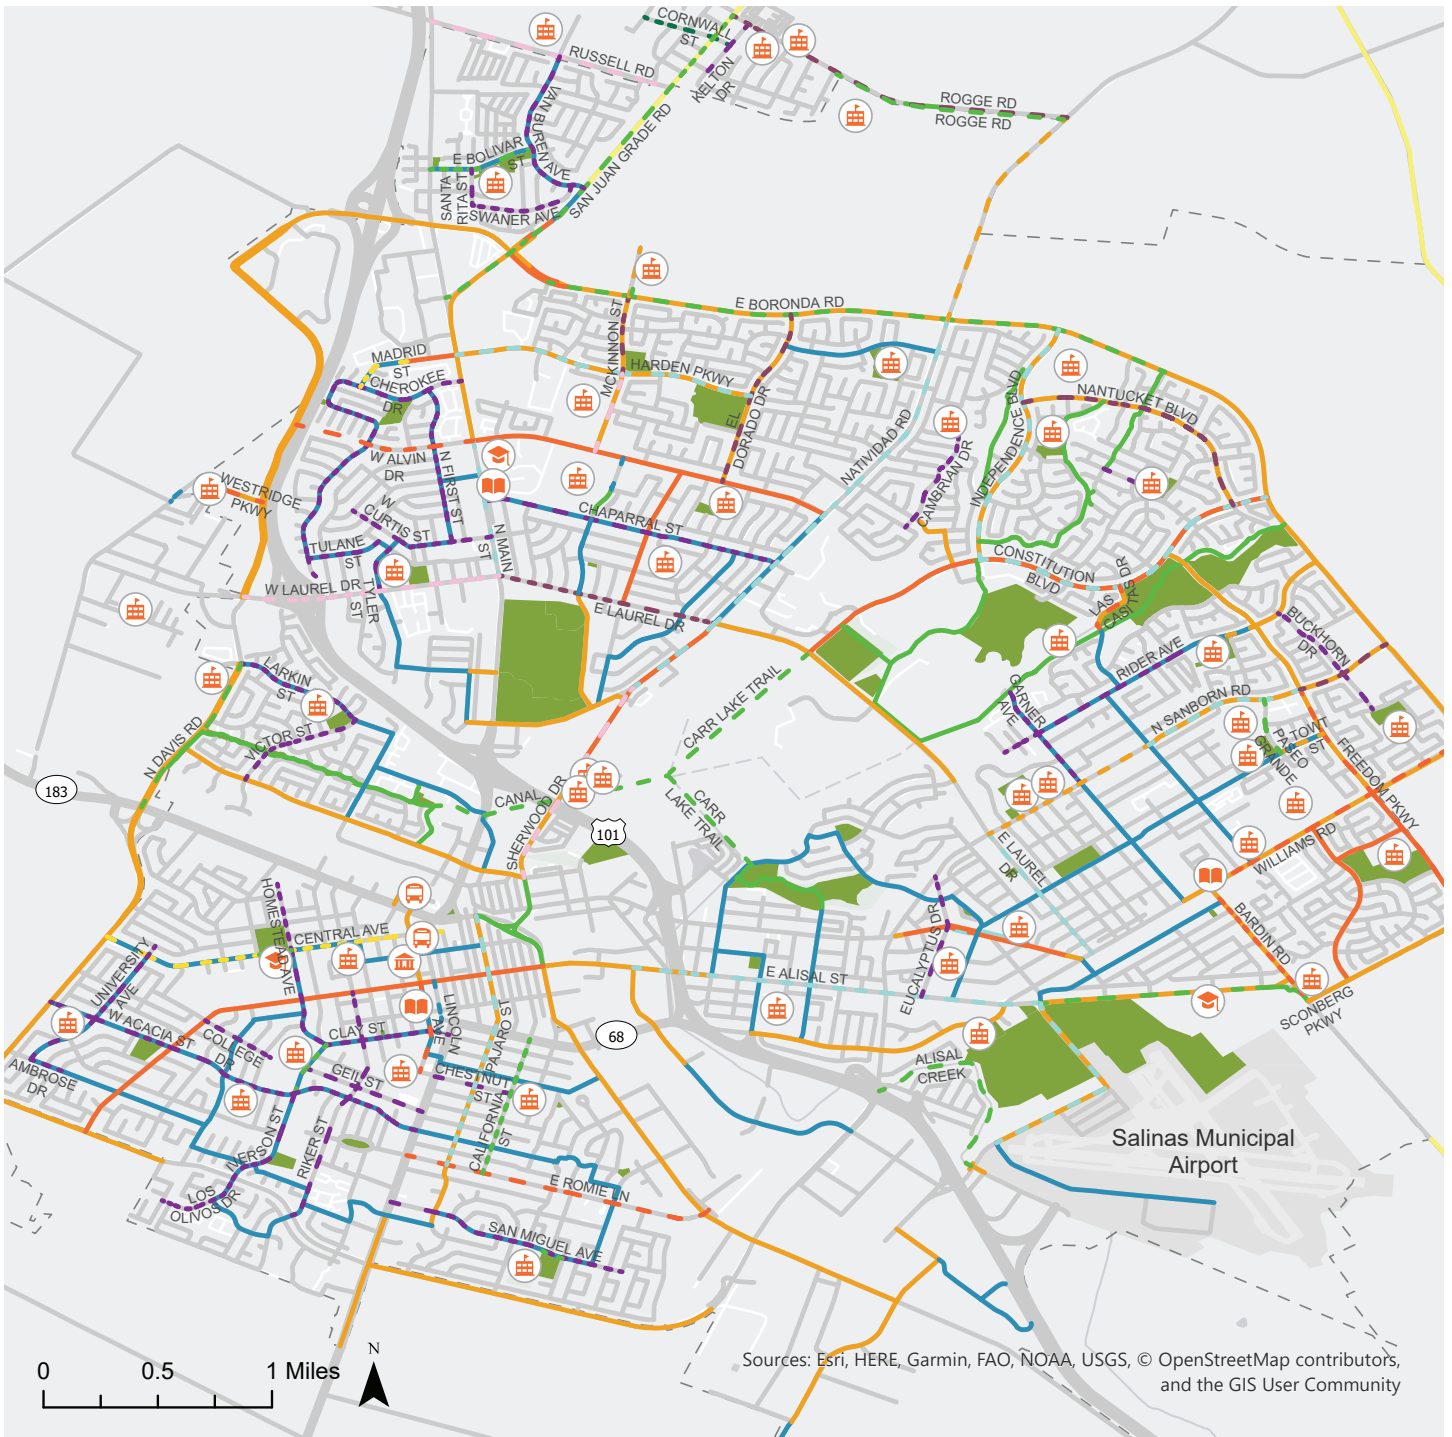 CORNWALL
ST
RUSSELL RD
KELTON
DR
ROGGE RD
ROGGE RD
VAN BUREN AVE
E BOLIVAR
ST
SAN JUAN GRADE RD
SANTA
RITA ST
SWANER AVE
E BORONDA RD
MCKINNON ST
MADRID
ST
HARDEN PKWY
CHEROKEE
DR
INDEPENDENCE BLVD
NANTUCKET BLVD
EL
DORADO DR
NATIVIDAD RD
CAMBRIAN DR
W ALVIN
DR
N FIRST ST
WESTRIDGE
PKWY
W
CURTIS ST
N MAIN
ST
CHAPARRAL ST
TULANE
ST
CONSTITUTION
BLVD
LAS
CASITAS DR
W LAUREL DR
TYLER
ST
E LAUREL DR
BUCKHORN
DR
RIDER AVE
LARKIN
ST
GARNER
AVE
N SANBORN RD
CARR LAKE TRAIL
N DAVIS RD
VICTOR ST
TOWT
ST
PASEO
GRANDE
FREEDOM PKWY
183
CANAL
SHERWOOD DR
CARR
LAKE TRAIL
101
E LAUREL
DR
WILLIAMS RD
HOMESTEAD AVE
CENTRAL AVE
EUCALYPTUS DR
BARDIN RD
UNIVERSITY
AVE
E ALISAL ST
SCONBERG
PKWY
W ACACIA ST
COLLEGE
DR
CLAY ST
LINCOLN
AVE
PAJARO ST
68
ALISAL
CREEK
AMBROSE
DR
GEIL ST
CHESTNUT
ST
CALIFORNIA
ST
IVERSON ST
RIKER ST
Salinas Municipal
Airport
LOS
OLIVOS DR
E ROMIE LN
SAN MIGUEL AVE
N
0 0.5 1 Miles
Sources: Esri, HERE, Garmin, FAO, NOAA, USGS, © OpenStreetMap contributors,
and the GIS User Community